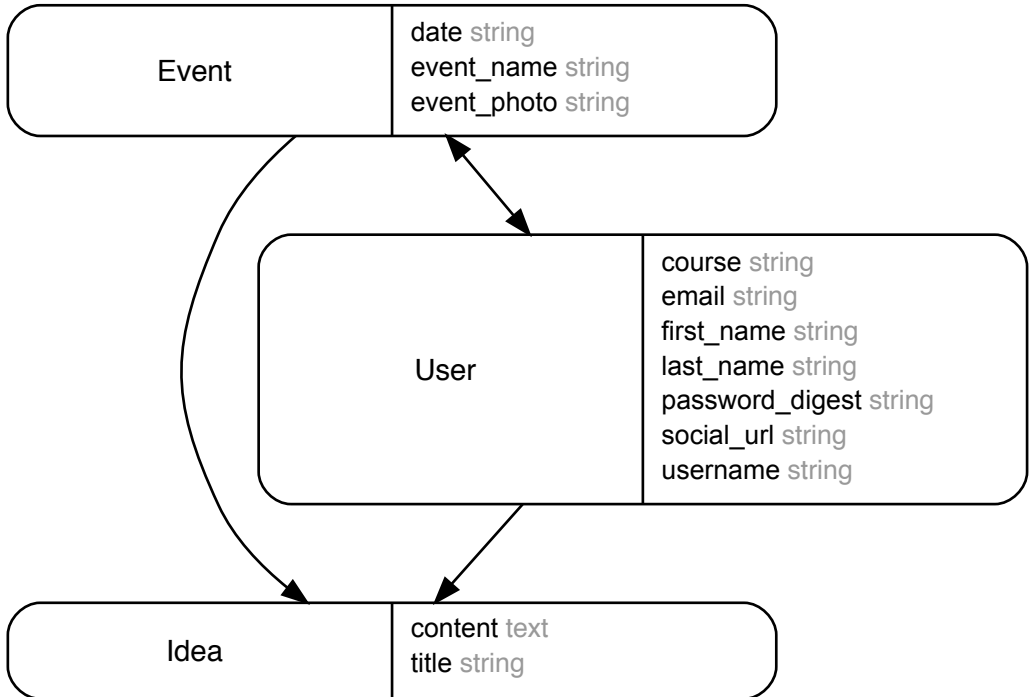 Event
date string
event_name string
event_photo string
User
course string
email string
first_name string
last_name string
password_digest string
social_url string
username string
Idea
content text
title string